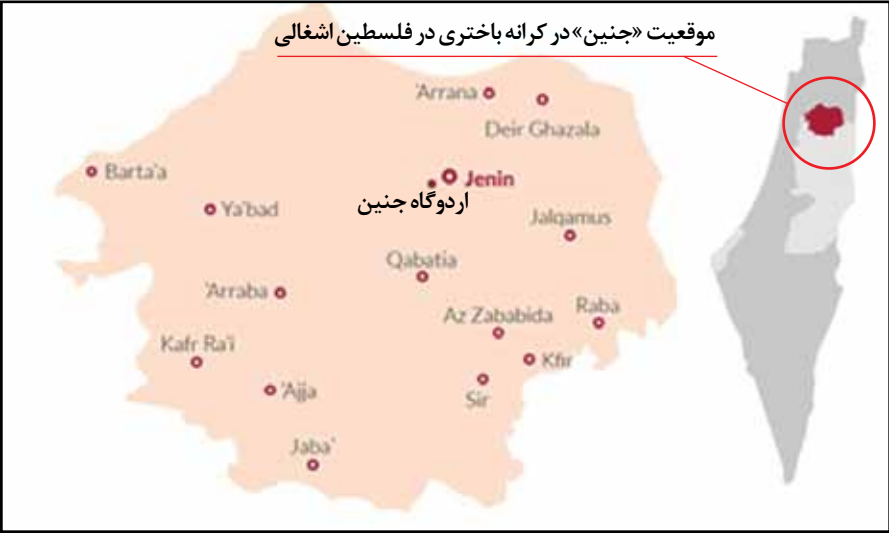 موقعیت «جنین» در کرانه باختری در فلسطین اشغالی
'Arrana
Deir Ghazala
Barta'a
Jenin
اردوگاه جنین
Ya'bad
Jalqamus
Qabatia
'Arraba
Az Zababida
Raba
Kafr Ra'i
Kfir
'Ajja
Sir
Jaba'